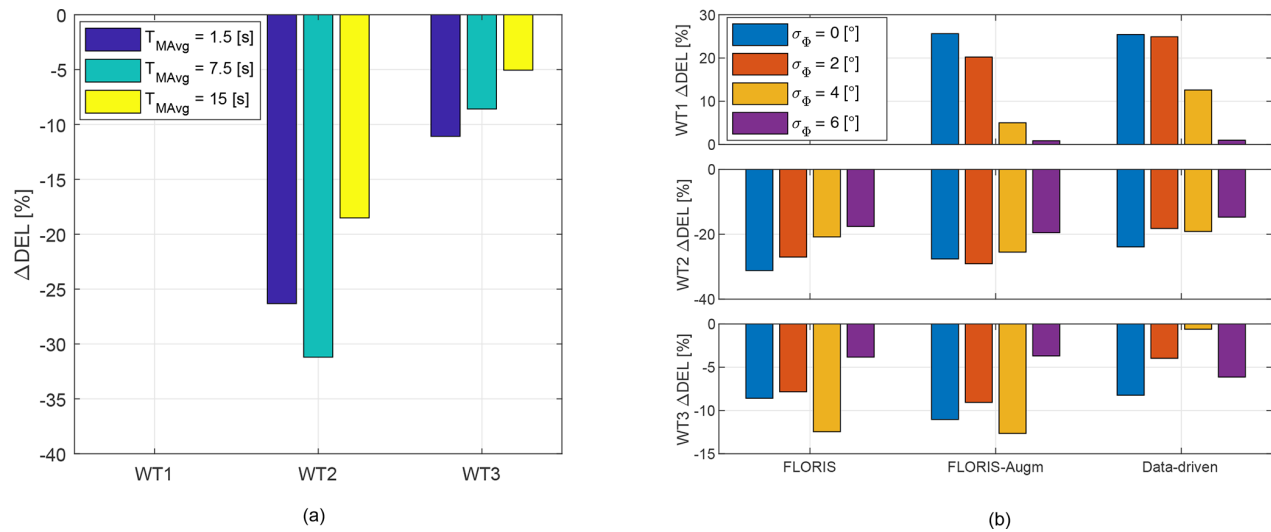 0
-5
-10
-15
-20
-25
-30
-35
-40
ΔDEL [%]
T_MAvg = 1.5 [s]
T_MAvg = 7.5 [s]
T_MAvg = 15 [s]
WT1 WT2 WT3
(a)
30
20
10
0
WT1 ΔDEL [%]
σ_Φ = 0 [°]
σ_Φ = 2 [°]
σ_Φ = 4 [°]
σ_Φ = 6 [°]
0
-20
-40
WT2 ΔDEL [%]
0
-5
-10
-15
WT3 ΔDEL [%]
FLORIS FLORIS-Augm Data-driven
(b)